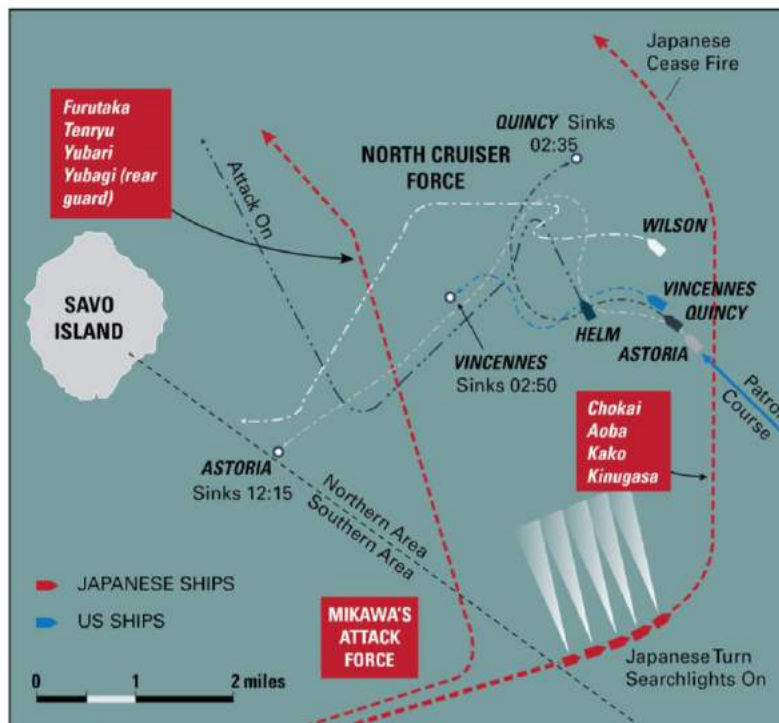 Japanese
Cease Fire
Furutaka
Tenryu
Yubari
Yubagi (rear
guard)
QUINCY Sinks
02:35
NORTH CRUISER
FORCE
Attack On
WILSON
SAVO
ISLAND
VINCENNES
QUINCY
HELM
ASTORIA
VINCENNES
Sinks 02:50
Patrol
Course
Chokai
Aoba
Kako
Kinugasa
ASTORIA
Sinks 12:15
Northern Area
Southern Area
JAPANESE SHIPS
US SHIPS
MIKAWA'S
ATTACK
FORCE
0 1 2 miles
Japanese Turn
Searchlights On